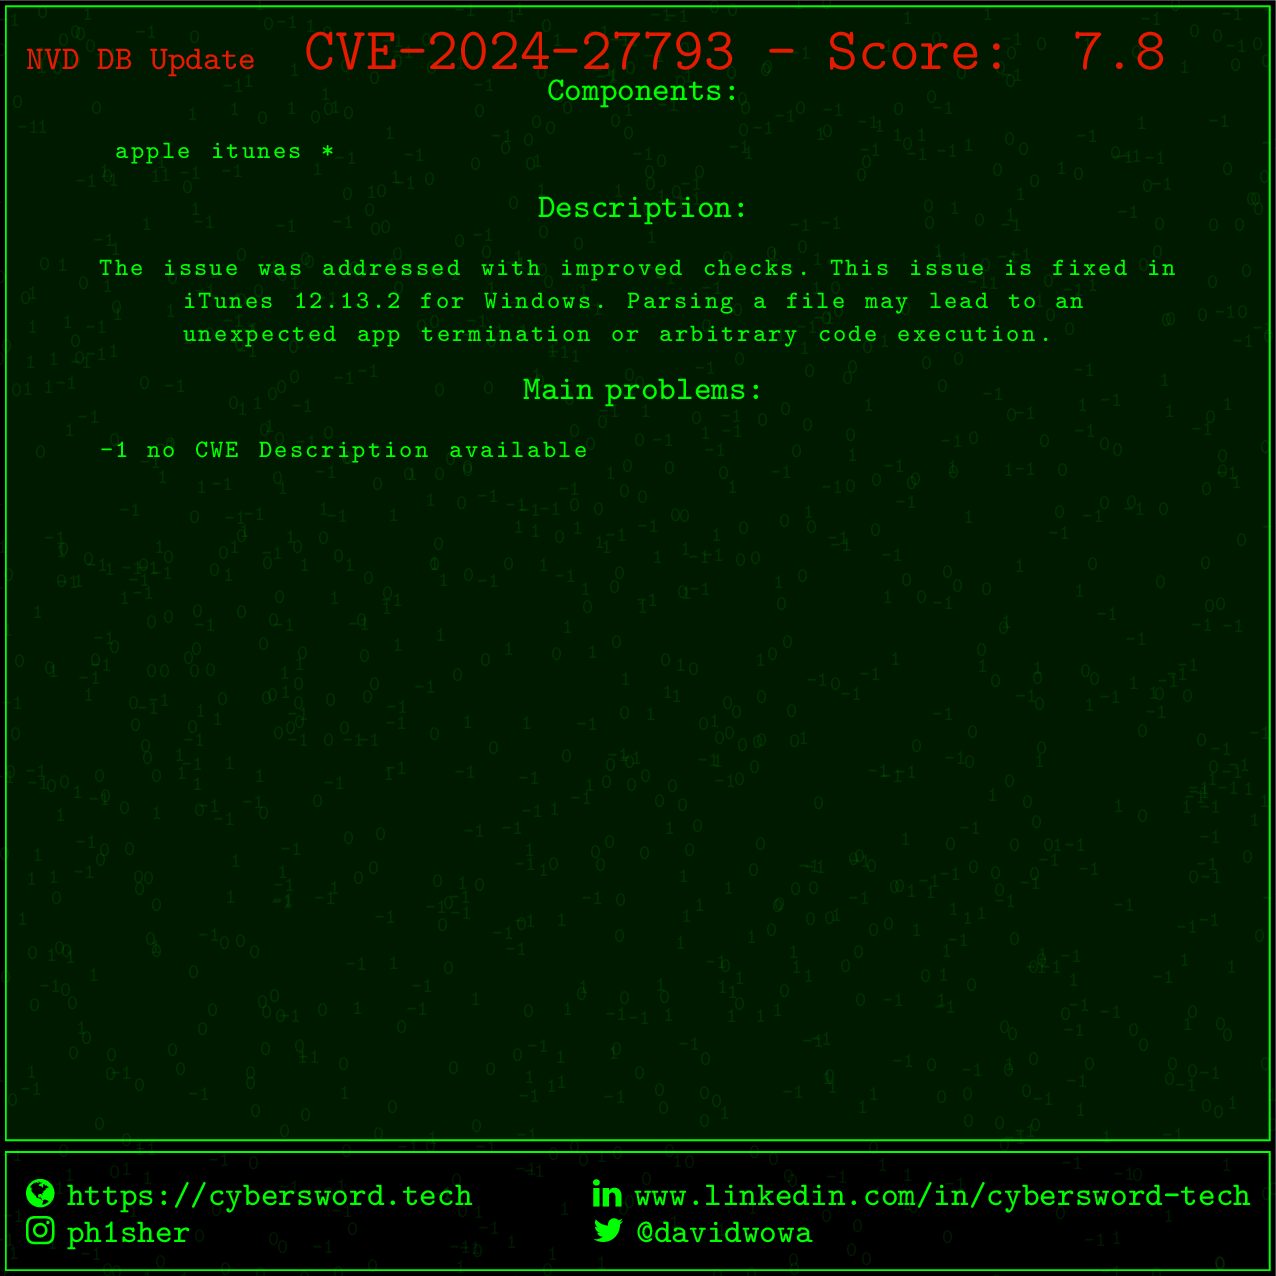 NVD DB Update CVE-2024-27793 - Score: 7.8
Components:
apple itunes *
Description:
The issue was addressed with improved checks. This issue is fixed in
iTunes 12.13.2 for Windows. Parsing a file may lead to an
unexpected app termination or arbitrary code execution.
Main problems:
-1 no CWE Description available
https://cybersword.tech
www.linkedin.com/in/cybersword-tech
ph1sher
@davidwowa